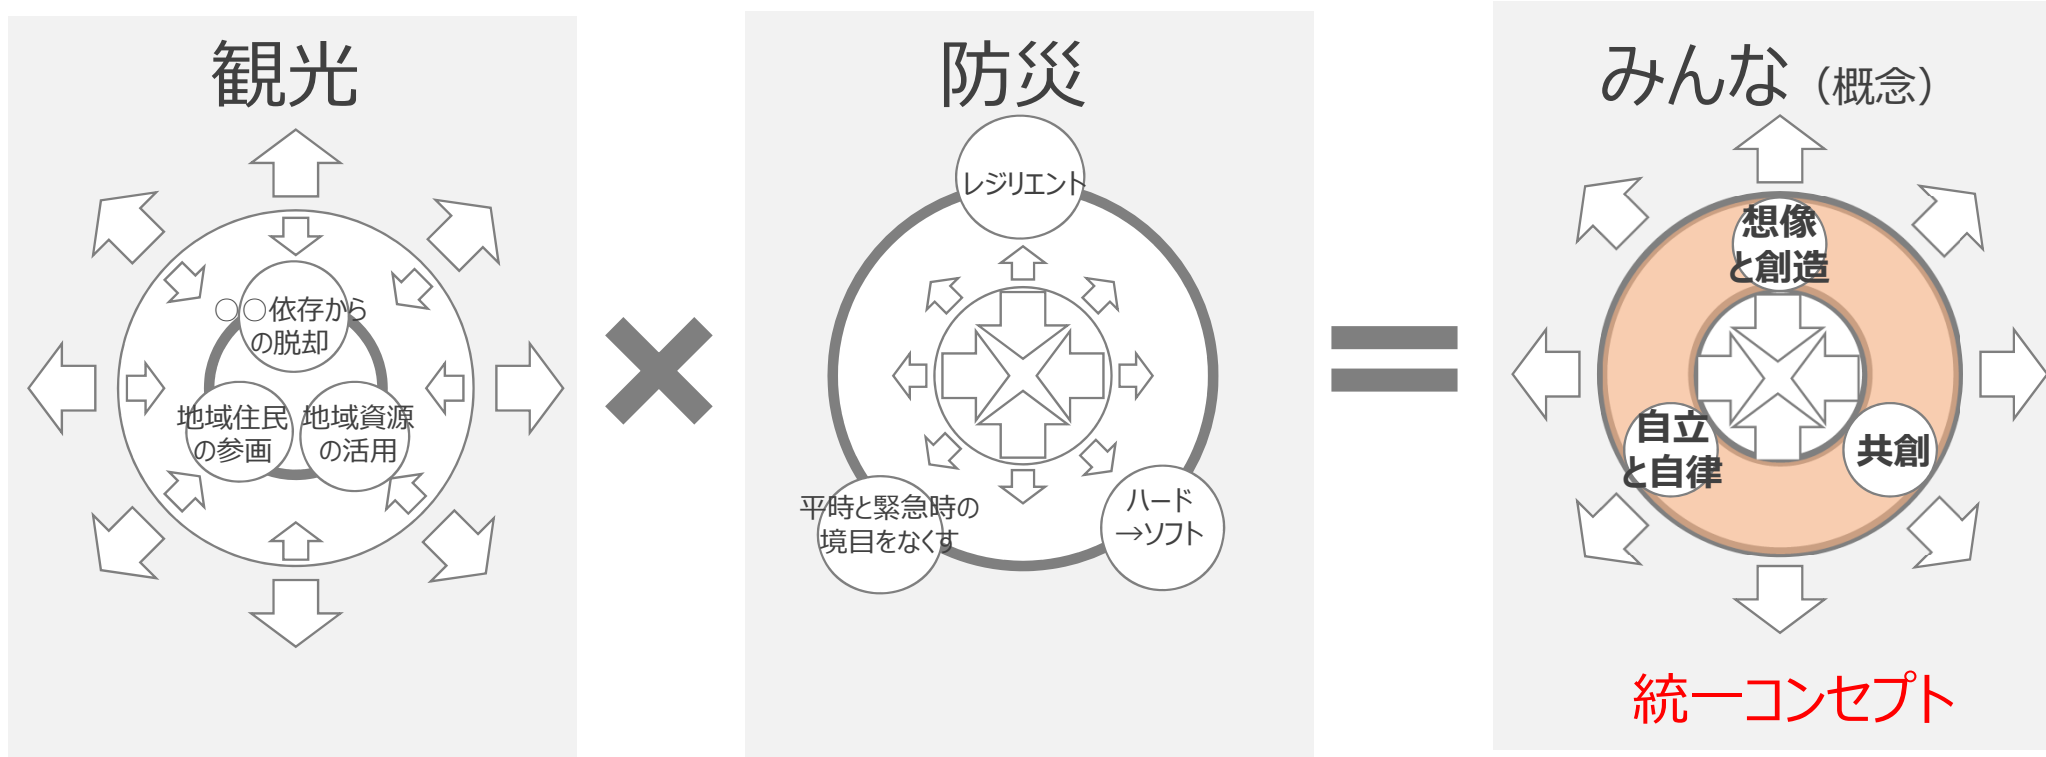 観光
○○依存から
の脱却
地域住民
の参画
地域資源
の活用
防災
レジリエント
平時と緊急時の
境目をなくす
ハード
→ソフト
みんな（概念）
想像
と創造
自立
と自律
共創
統一コンセプト